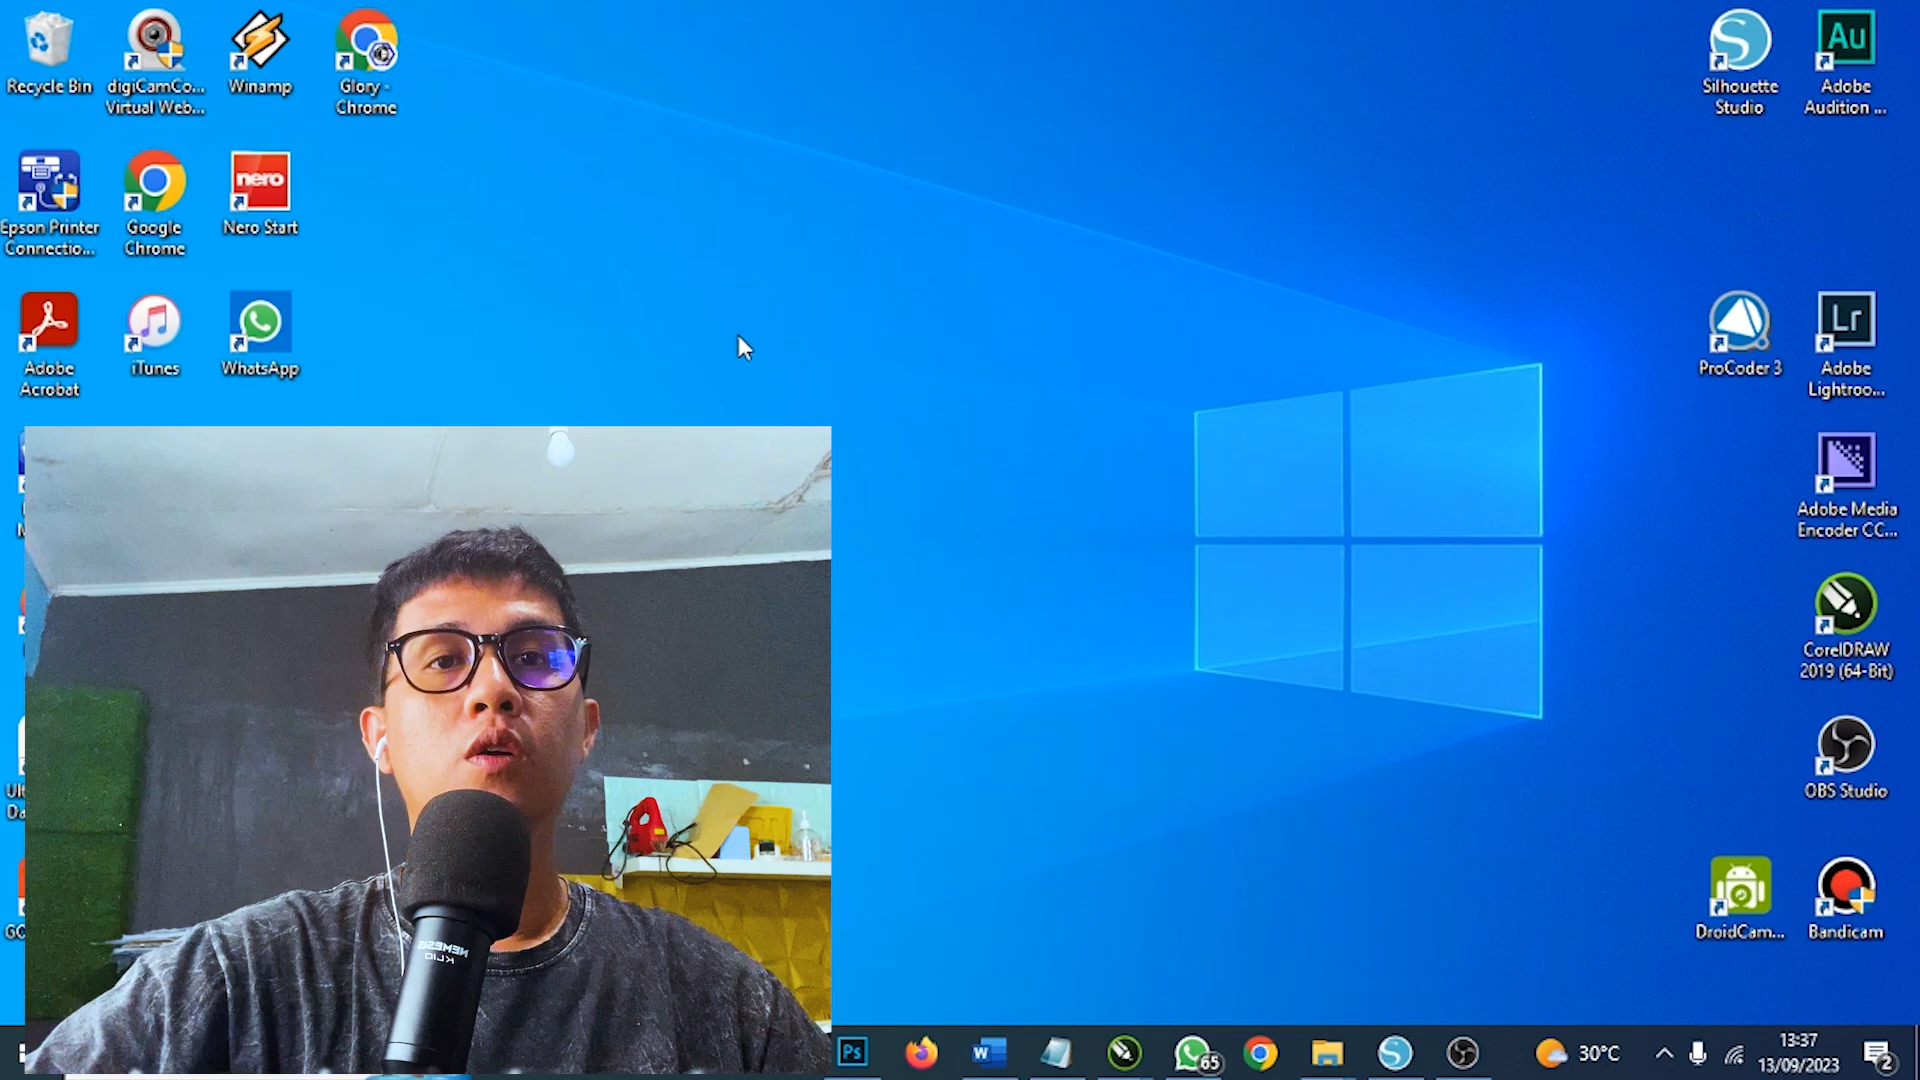 Recycle Bin
digiCamCo...
Virtual Web...
Winamp
Glory -
Chrome
Silhouette
Studio
Au
Adobe
Audition ...
Epson Printer
Connectio...
Google
Chrome
nero
Nero Start
Adobe
Acrobat
iTunes
WhatsApp
ProCoder 3
Lr
Adobe
Lightroo...
Adobe Media
Encoder CC...
CorelDRAW
2019 (64-Bit)
OBS Studio
DroidCam...
Bandicam
NEMESIS
KLIO
Ps
W
65
30°C
13:37
13/09/2023
2